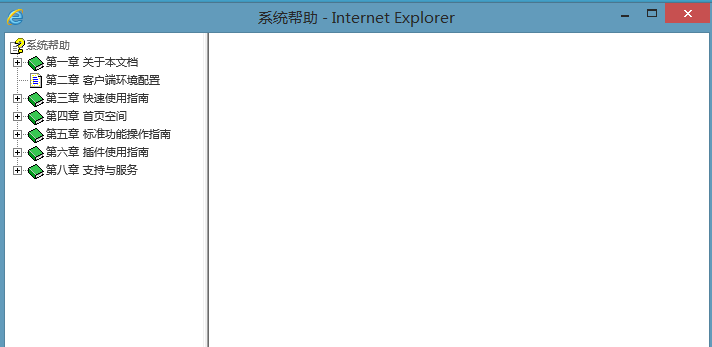 系统帮助 - Internet Explorer
系统帮助
第一章 关于本文档
第二章 客户端环境配置
第三章 快速使用指南
第四章 首页空间
第五章 标准功能操作指南
第六章 插件使用指南
第八章 支持与服务